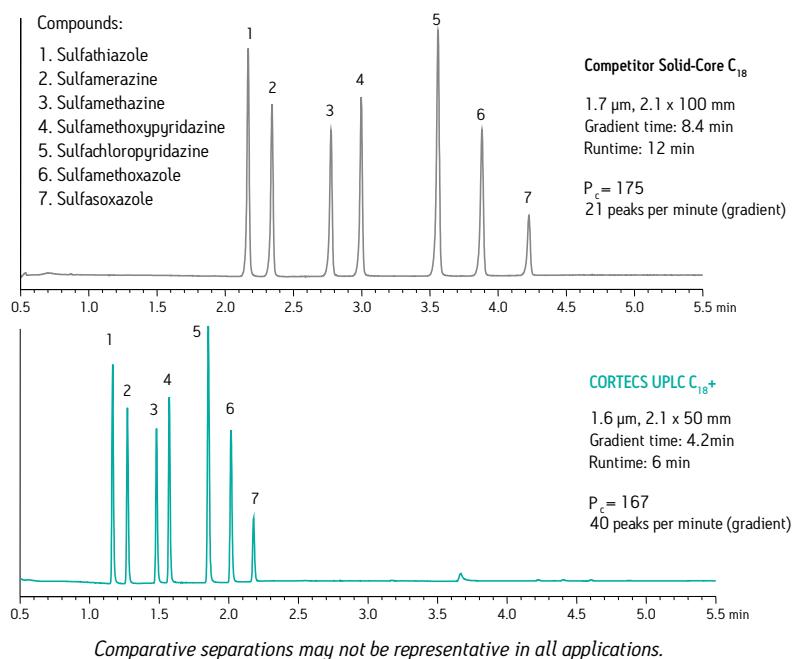 Compounds:
1. Sulfathiazole
2. Sulfamerazine
3. Sulfamethazine
4. Sulfamethoxypyridazine
5. Sulfachloropyridazine
6. Sulfamethoxazole
7. Sulfasoxazole
1 2 3 4 5 6 7
Competitor Solid-Core C18
1.7 µm, 2.1 x 100 mm
Gradient time: 8.4 min
Runtime: 12 min
Pc= 175
21 peaks per minute (gradient)
0.5 1.0 1.5 2.0 2.5 3.0 3.5 4.0 4.5 5.0 5.5 min
1 2 3 4 5 6 7
CORTECS UPLC C18+
1.6 µm, 2.1 x 50 mm
Gradient time: 4.2min
Runtime: 6 min
Pc= 167
40 peaks per minute (gradient)
0.5 1.0 1.5 2.0 2.5 3.0 3.5 4.0 4.5 5.0 5.5 min
Comparative separations may not be representative in all applications.